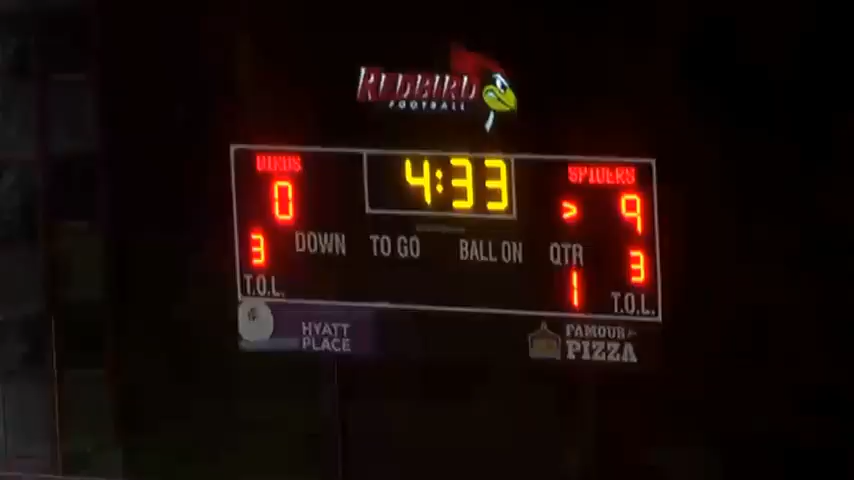 REDBIRD
FOOTBALL
BIRDS 4:33 SPIDERS
0 > 9
3 DOWN TO GO BALL ON QTR 3
T.O.L. 1 T.O.L.
HYATT PLACE
FAMOUS
PIZZA